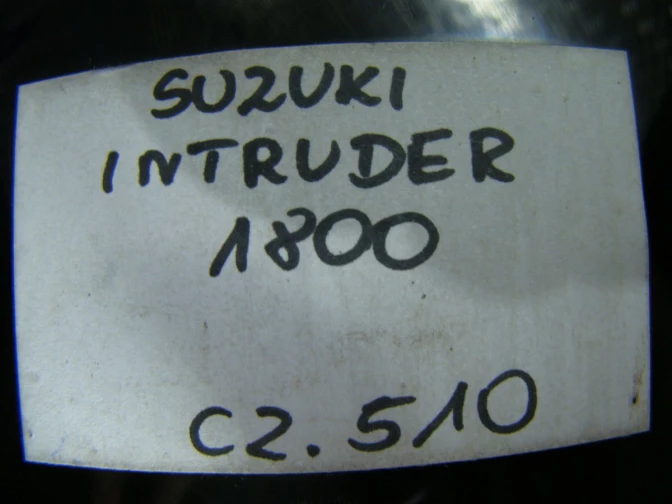 SUZUKI
INTRUDER
1800
CZ.510